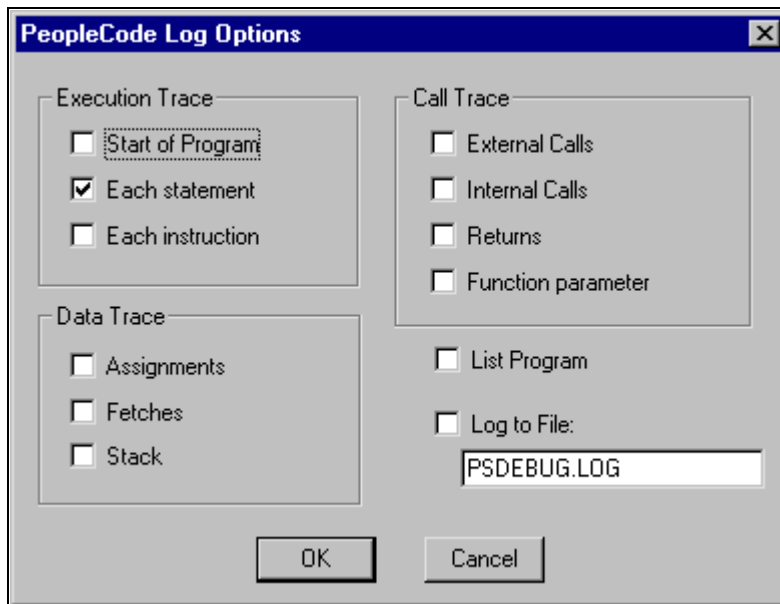 PeopleCode Log Options
Execution Trace
Start of Program
Each statement
Each instruction
Data Trace
Assignments
Fetches
Stack
Call Trace
External Calls
Internal Calls
Returns
Function parameter
List Program
Log to File:
PSDEBUG.LOG
OK
Cancel